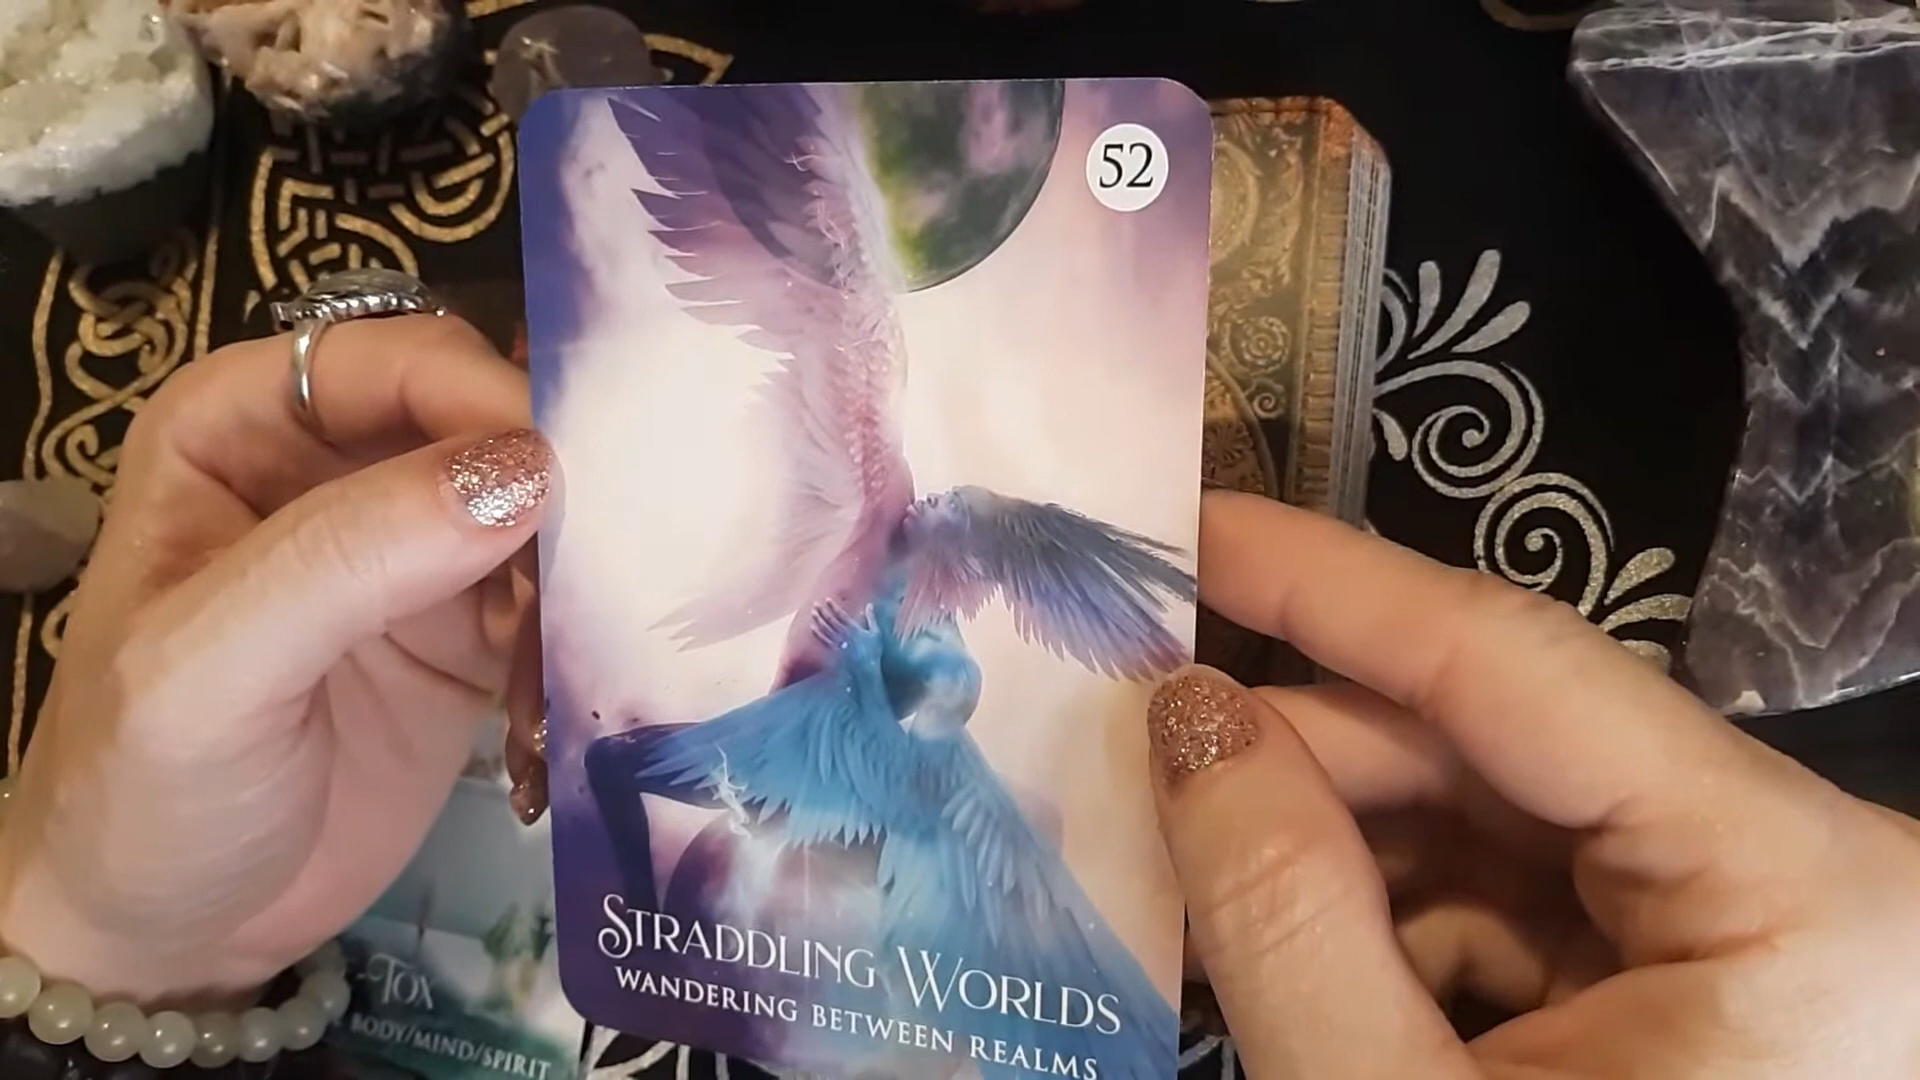 52
STRADDLING WORLDS
WANDERING BETWEEN REALMS
-TOX
BODY/MIND/SPIRIT